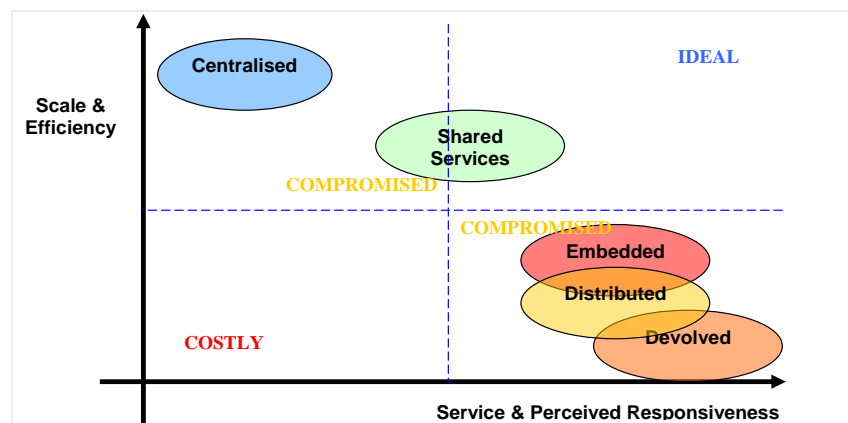 Centralised
IDEAL
Scale &
Efficiency
Shared
Services
COMPROMISED
COMPROMISED
Embedded
Distributed
COSTLY
Devolved
Service & Perceived Responsiveness